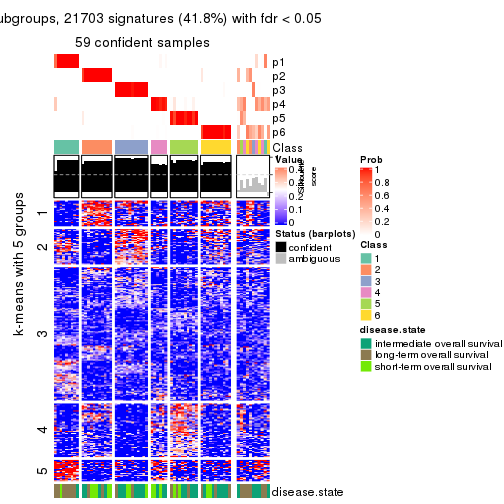 ubgroups, 21703 signatures (41.8%) with fdr < 0.05
59 confident samples
p1
p2
p3
p4
p5
p6
Class
Value
0
Status (barplots)
confident
ambiguous
score
Prob
1
0.8
0.6
0.4
0.2
0
Class
1
2
3
4
5
6
disease.state
intermediate overall survival
long-term overall survival
short-term overall survival
k-means with 5 groups
1
2
3
4
5
disease.state